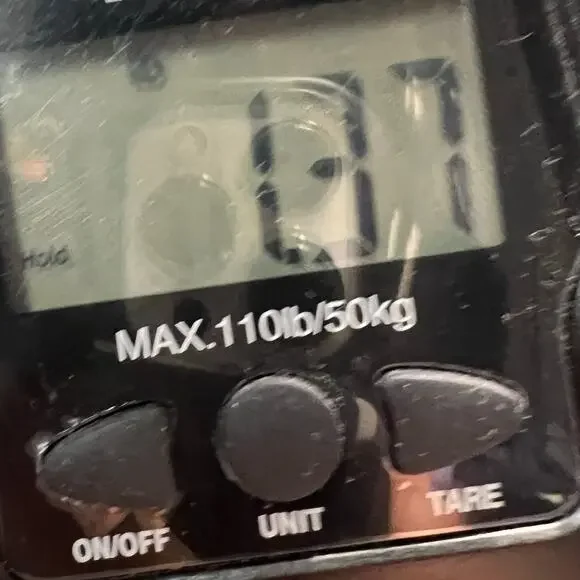 Hold
MAX.110lb/50kg
ON/OFF
UNIT
TARE